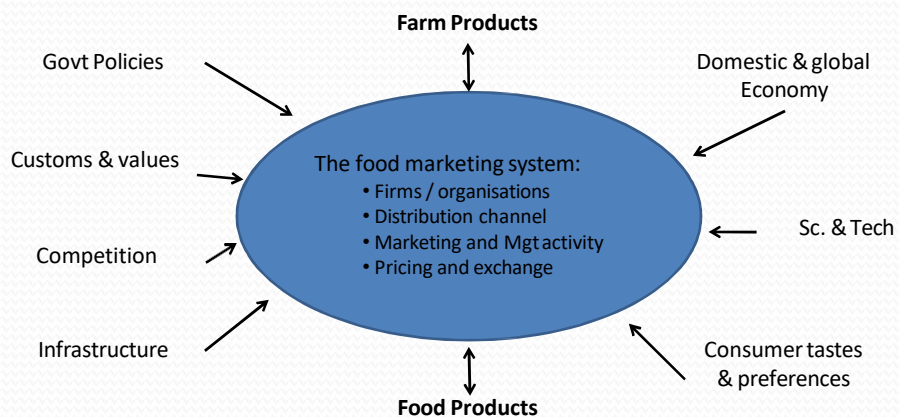 Farm Products
Govt Policies
Domestic & global
Economy
Customs & values
The food marketing system:
• Firms / organisations
• Distribution channel
• Marketing and Mgt activity
• Pricing and exchange
Sc. & Tech
Competition
Infrastructure
Consumer tastes
& preferences
Food Products